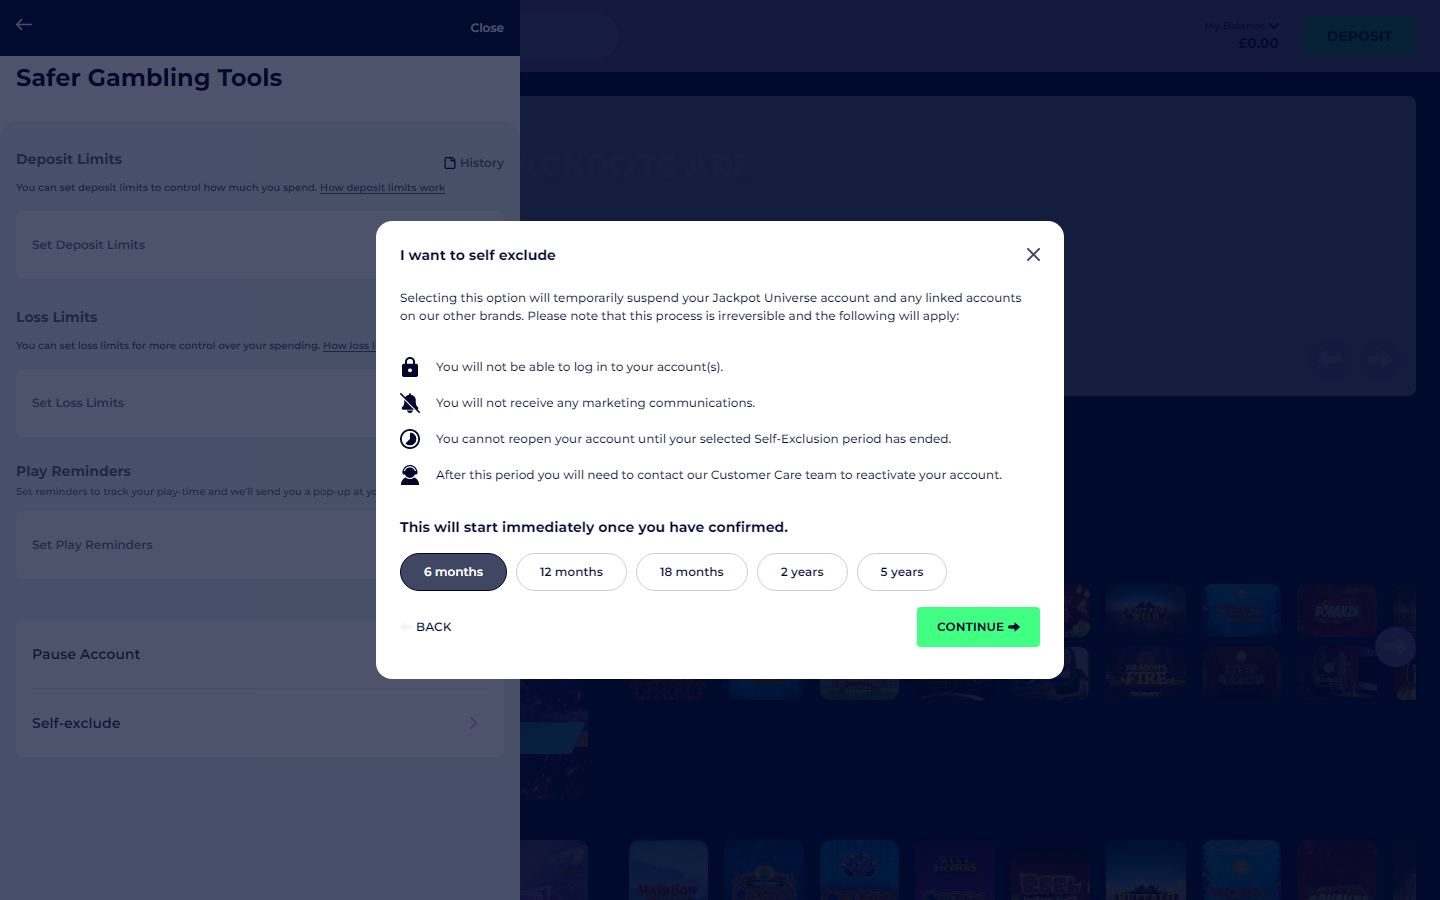 Close
Safer Gambling Tools
Deposit Limits
History
You can set deposit limits to control how much you spend. How deposit limits work
Set Deposit Limits
Loss Limits
You can set loss limits for more control over your spending. How loss
Set Loss Limits
Play Reminders
Set reminders to track your play-time and we'll send you a pop-up at
Set Play Reminders
Pause Account
Self-exclude
My Balance
£0.00
DEPOSIT
JACKPOTS ARE
I want to self exclude
Selecting this option will temporarily suspend your Jackpot Universe account and any linked accounts
on our other brands. Please note that this process is irreversible and the following will apply:
You will not be able to log in to your account(s).
You will not receive any marketing communications.
You cannot reopen your account until your selected Self-Exclusion period has ended.
After this period you will need to contact our Customer Care team to reactivate your account.
This will start immediately once you have confirmed.
6 months
12 months
18 months
2 years
5 years
BACK
CONTINUE
BONANZA
FIRE
REEL